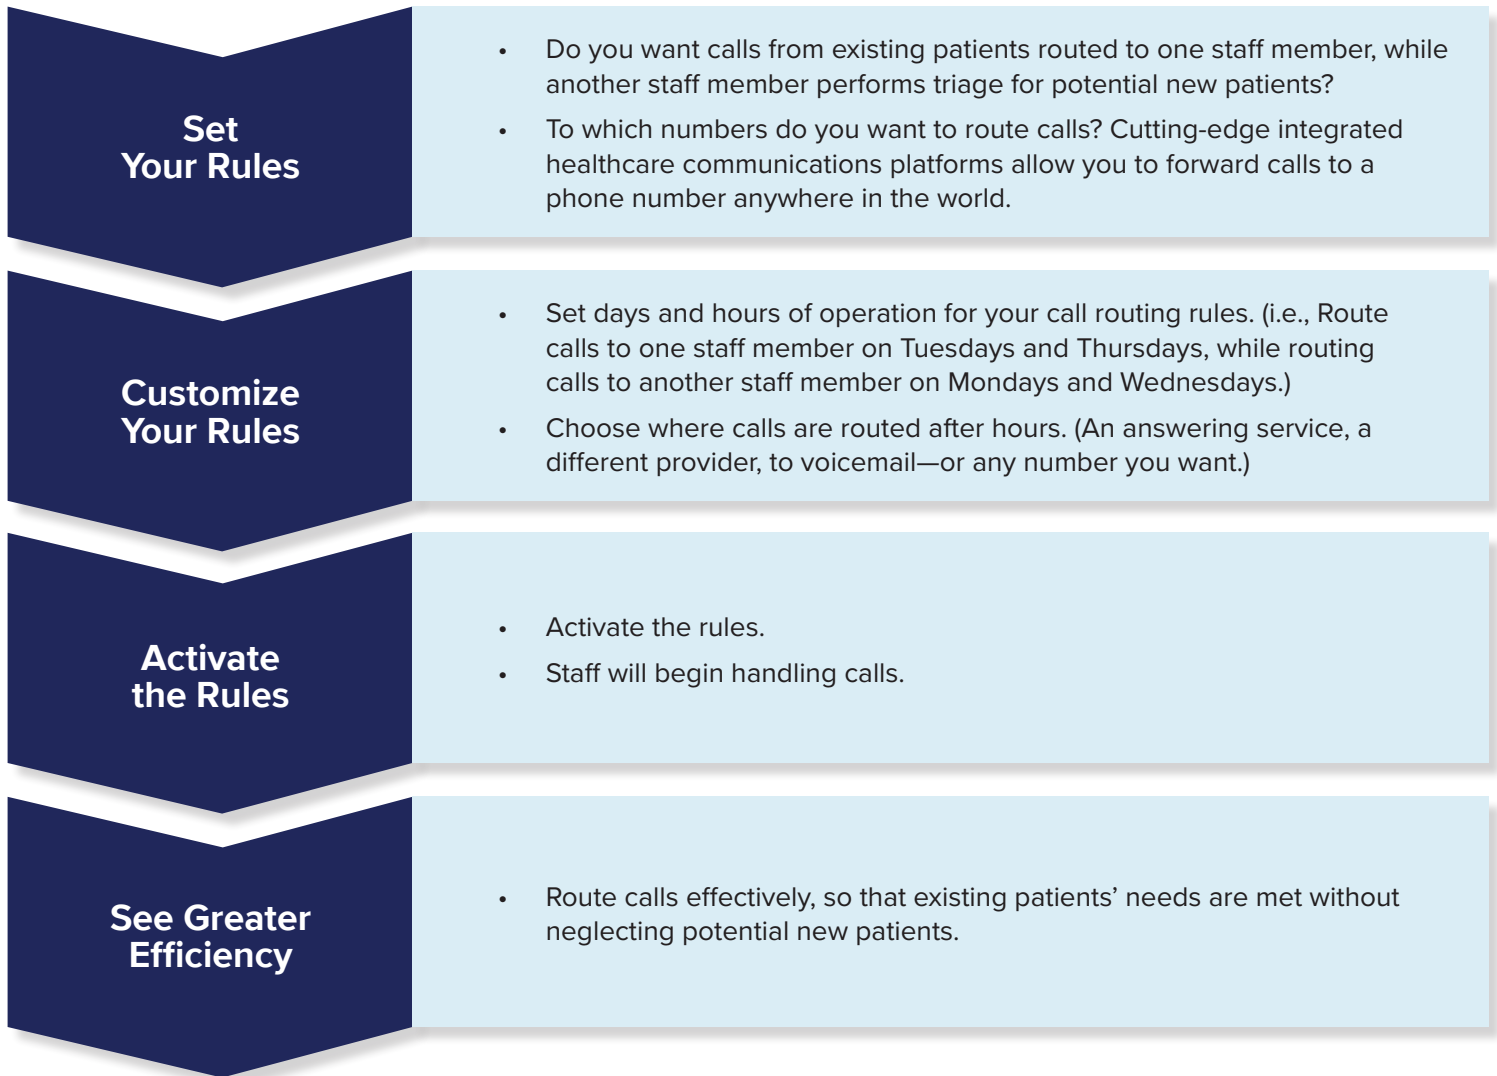 Set
Your Rules
• Do you want calls from existing patients routed to one staff member, while
another staff member performs triage for potential new patients?
• To which numbers do you want to route calls? Cutting-edge integrated
healthcare communications platforms allow you to forward calls to a
phone number anywhere in the world.
Customize
Your Rules
• Set days and hours of operation for your call routing rules. (i.e., Route
calls to one staff member on Tuesdays and Thursdays, while routing
calls to another staff member on Mondays and Wednesdays.)
• Choose where calls are routed after hours. (An answering service, a
different provider, to voicemail—or any number you want.)
Activate
the Rules
• Activate the rules.
• Staff will begin handling calls.
See Greater
Efficiency
• Route calls effectively, so that existing patients’ needs are met without
neglecting potential new patients.